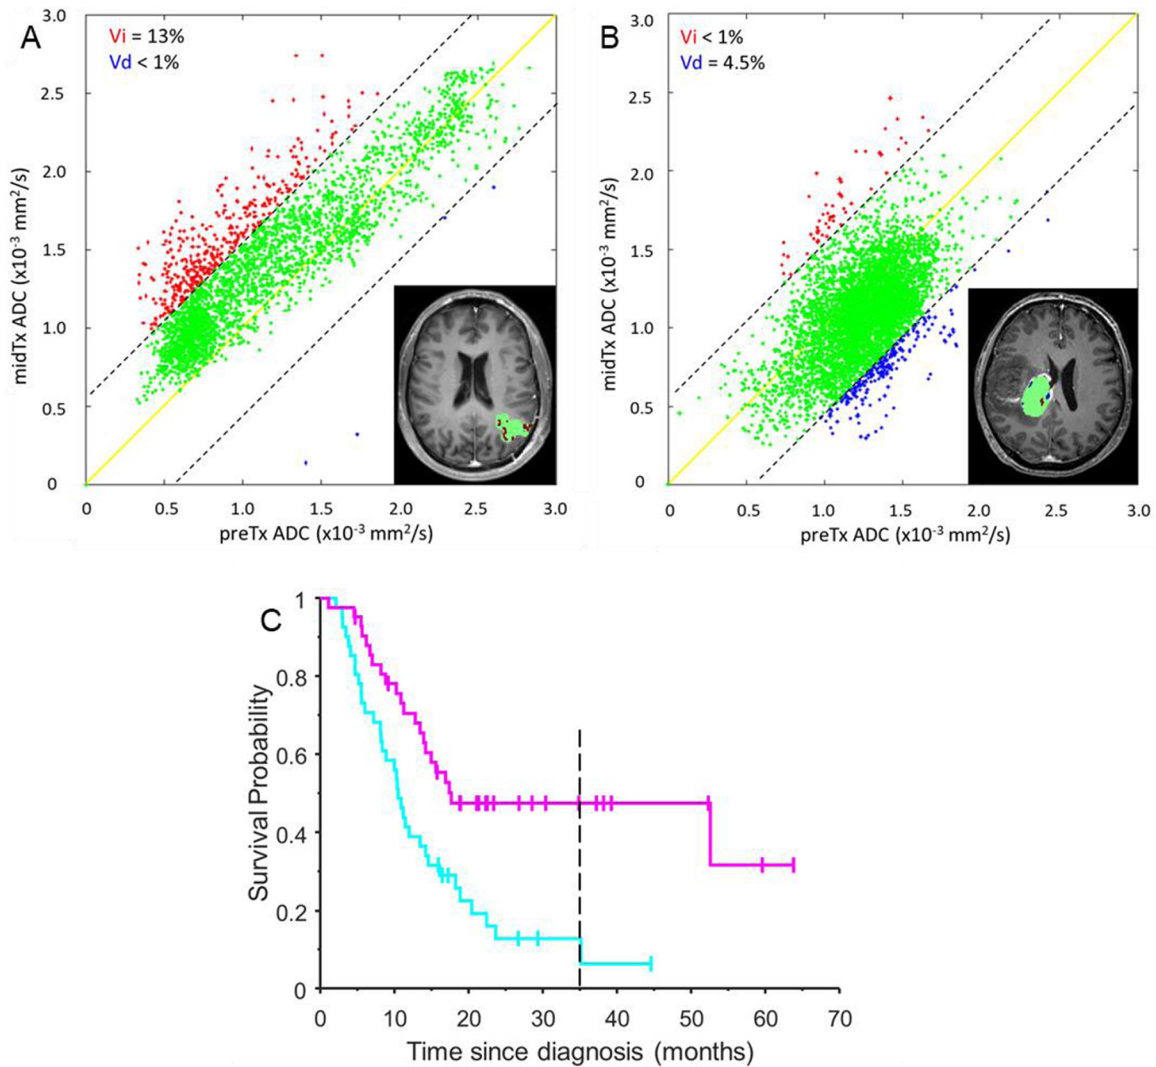 A
Vi = 13%
Vd < 1%
3.0
2.5
2.0
1.5
1.0
0.5
0
midTx ADC (x10-3 mm2/s)
0 0.5 1.0 1.5 2.0 2.5 3.0
preTx ADC (x10-3 mm2/s)
B
Vi < 1%
Vd = 4.5%
3.0
2.5
2.0
1.5
1.0
0.5
0
midTx ADC (x10-3 mm2/s)
0 0.5 1.0 1.5 2.0 2.5 3.0
preTx ADC (x10-3 mm2/s)
C
1
0.8
0.6
0.4
0.2
0
Survival Probability
0 10 20 30 40 50 60 70
Time since diagnosis (months)